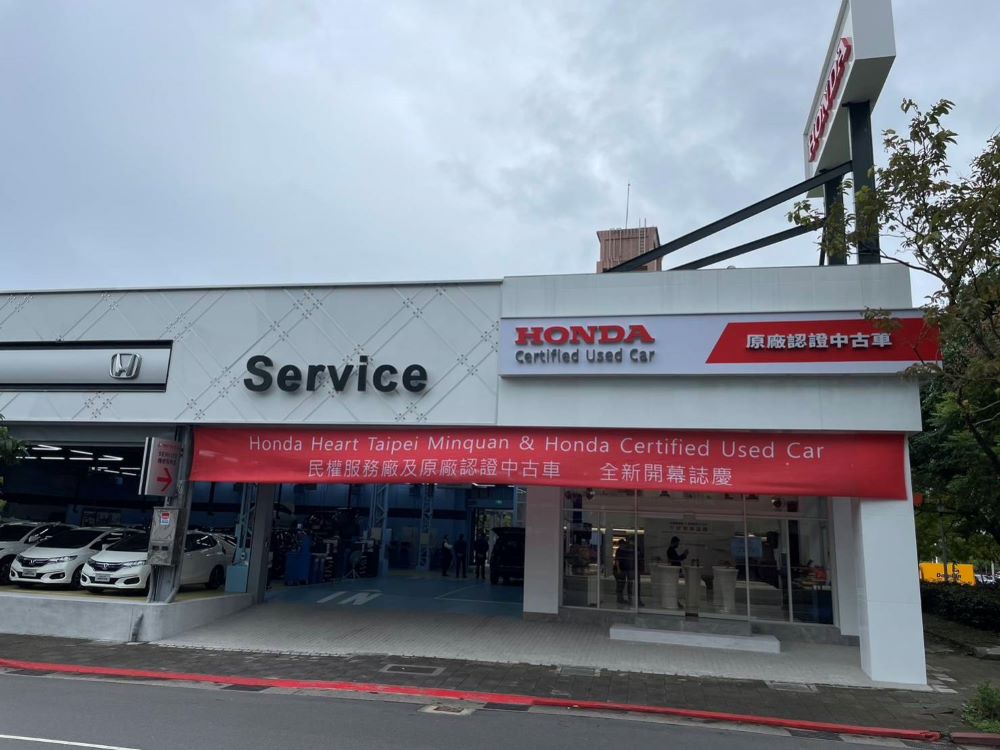 HONDA
HONDA
Certified Used Car
原廠認證中古車
Service
Honda Heart Taipei Minquan & Honda Certified Used Car
民權服務廠及原廠認證中古車 全新開幕誌慶
SERVICE
IN